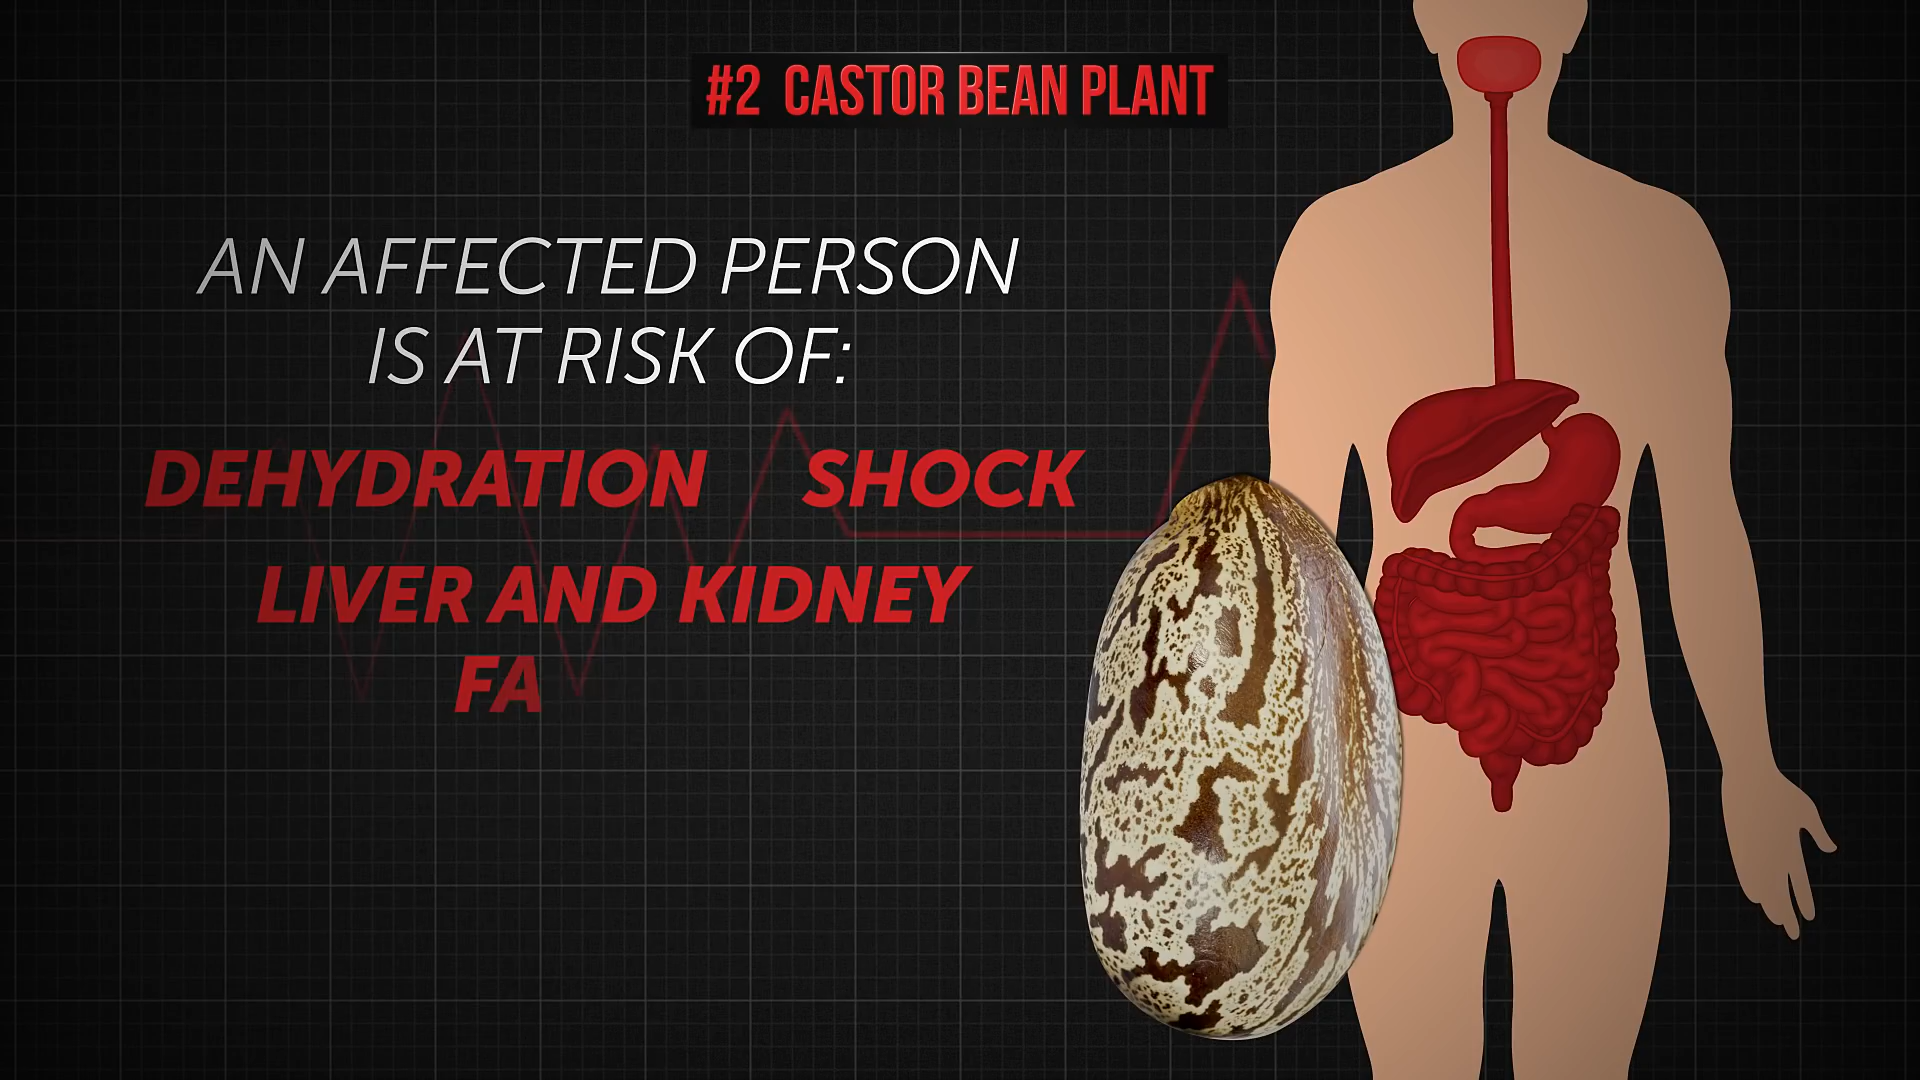 #2 CASTOR BEAN PLANT
AN AFFECTED PERSON
IS AT RISK OF:
DEHYDRATION SHOCK
LIVER AND KIDNEY
FA